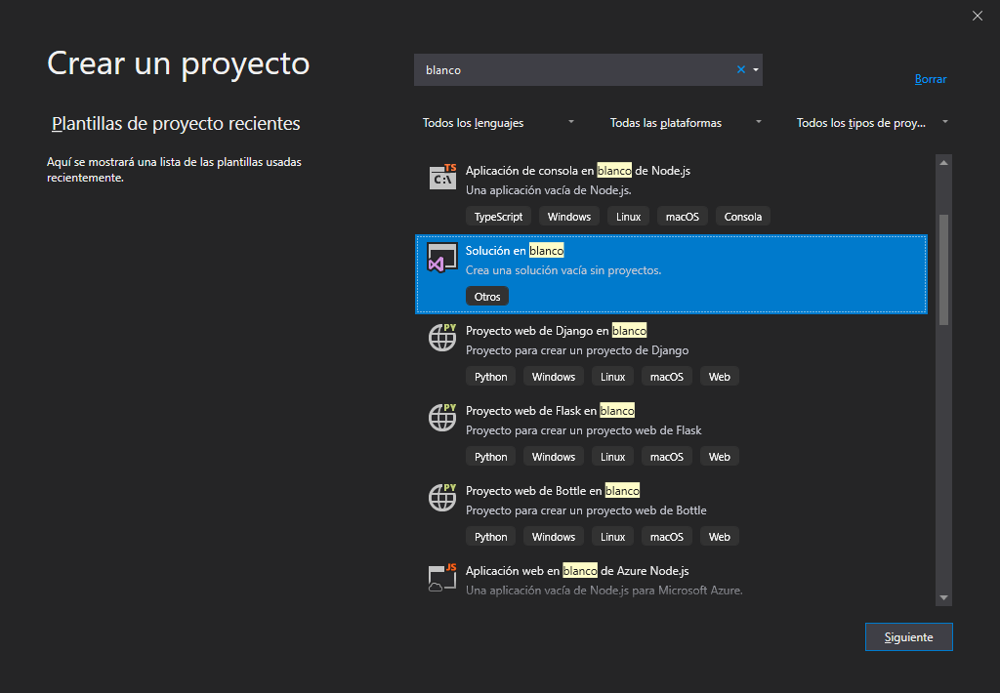 Crear un proyecto
blanco
Borrar
Plantillas de proyecto recientes
Aquí se mostrará una lista de las plantillas usadas
recientemente.
Todos los lenguajes
Todas las plataformas
Todos los tipos de proy...
TS
C:\
Aplicación de consola en blanco de Node.js
Una aplicación vacía de Node.js.
TypeScript Windows Linux macOS Consola
Solución en blanco
Crea una solución vacía sin proyectos.
Otros
PY
Proyecto web de Django en blanco
Proyecto para crear un proyecto de Django
Python Windows Linux macOS Web
PY
Proyecto web de Flask en blanco
Proyecto para crear un proyecto web de Flask
Python Windows Linux macOS Web
PY
Proyecto web de Bottle en blanco
Proyecto para crear un proyecto web de Bottle
Python Windows Linux macOS Web
JS
Aplicación web en blanco de Azure Node.js
Una aplicación vacía de Node.js para Microsoft Azure.
Siguiente